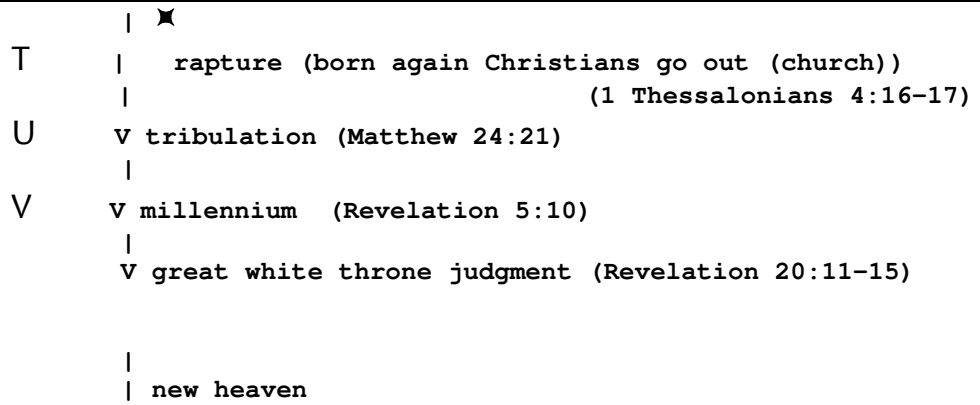 | ✖
T | rapture (born again Christians go out (church))
| (1 Thessalonians 4:16-17)
U V tribulation (Matthew 24:21)
|
V V millennium (Revelation 5:10)
|
V great white throne judgment (Revelation 20:11-15)
|
| new heaven